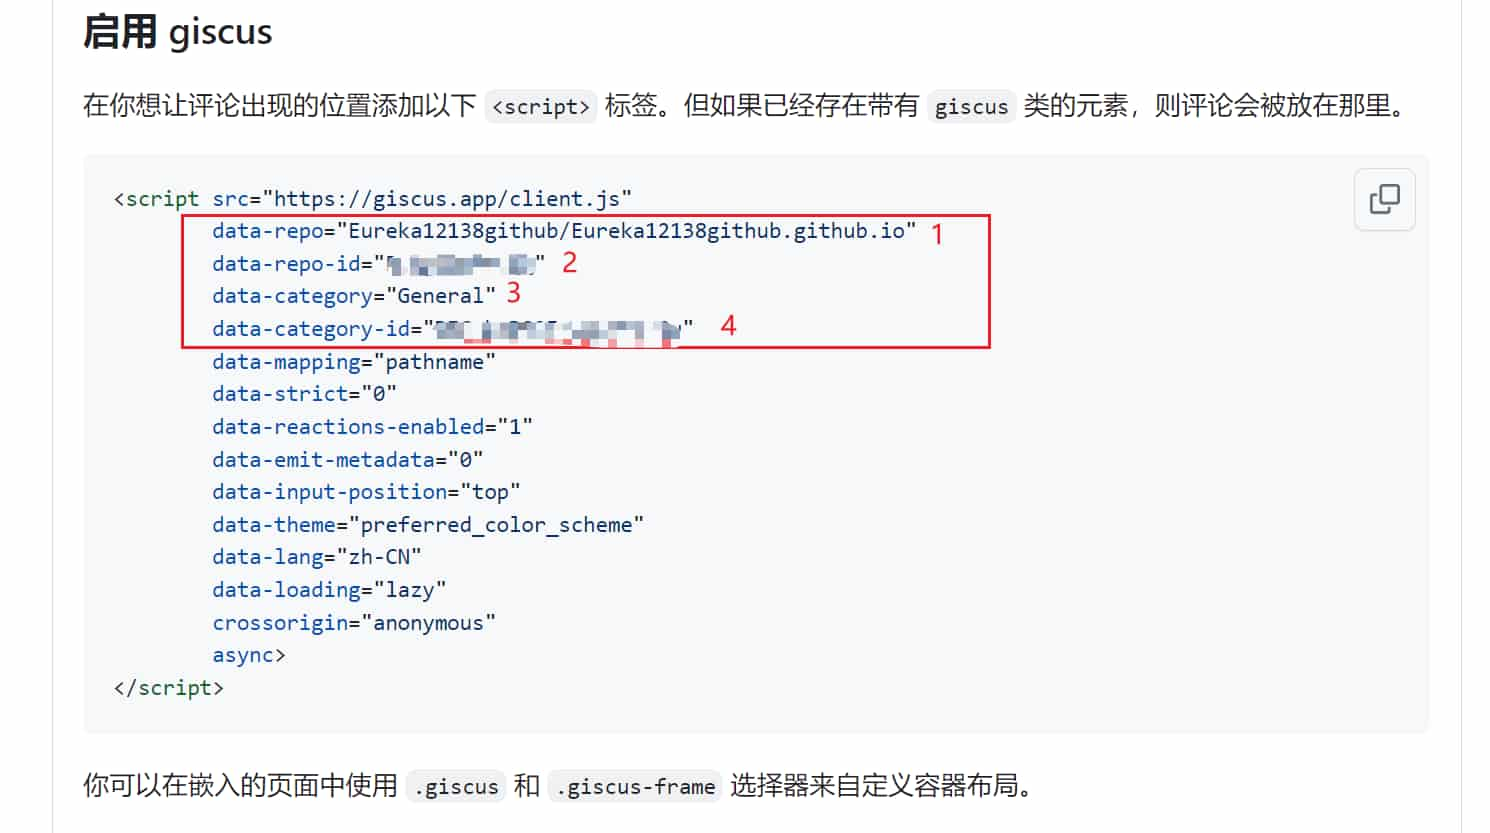 启用 giscus
在你想让评论出现的位置添加以下 <script> 标签。但如果已经存在带有 giscus 类的元素，则评论会被放在那里。
<script src="https://giscus.app/client.js"
data-repo="Eureka12138github/Eureka12138github.github.io" 1
data-repo-id="" 2
data-category="General" 3
data-category-id="" 4
data-mapping="pathname"
data-strict="0"
data-reactions-enabled="1"
data-emit-metadata="0"
data-input-position="top"
data-theme="preferred_color_scheme"
data-lang="zh-CN"
data-loading="lazy"
crossorigin="anonymous"
async>
</script>
你可以在嵌入的页面中使用 .giscus 和 .giscus-frame 选择器来自定义容器布局。